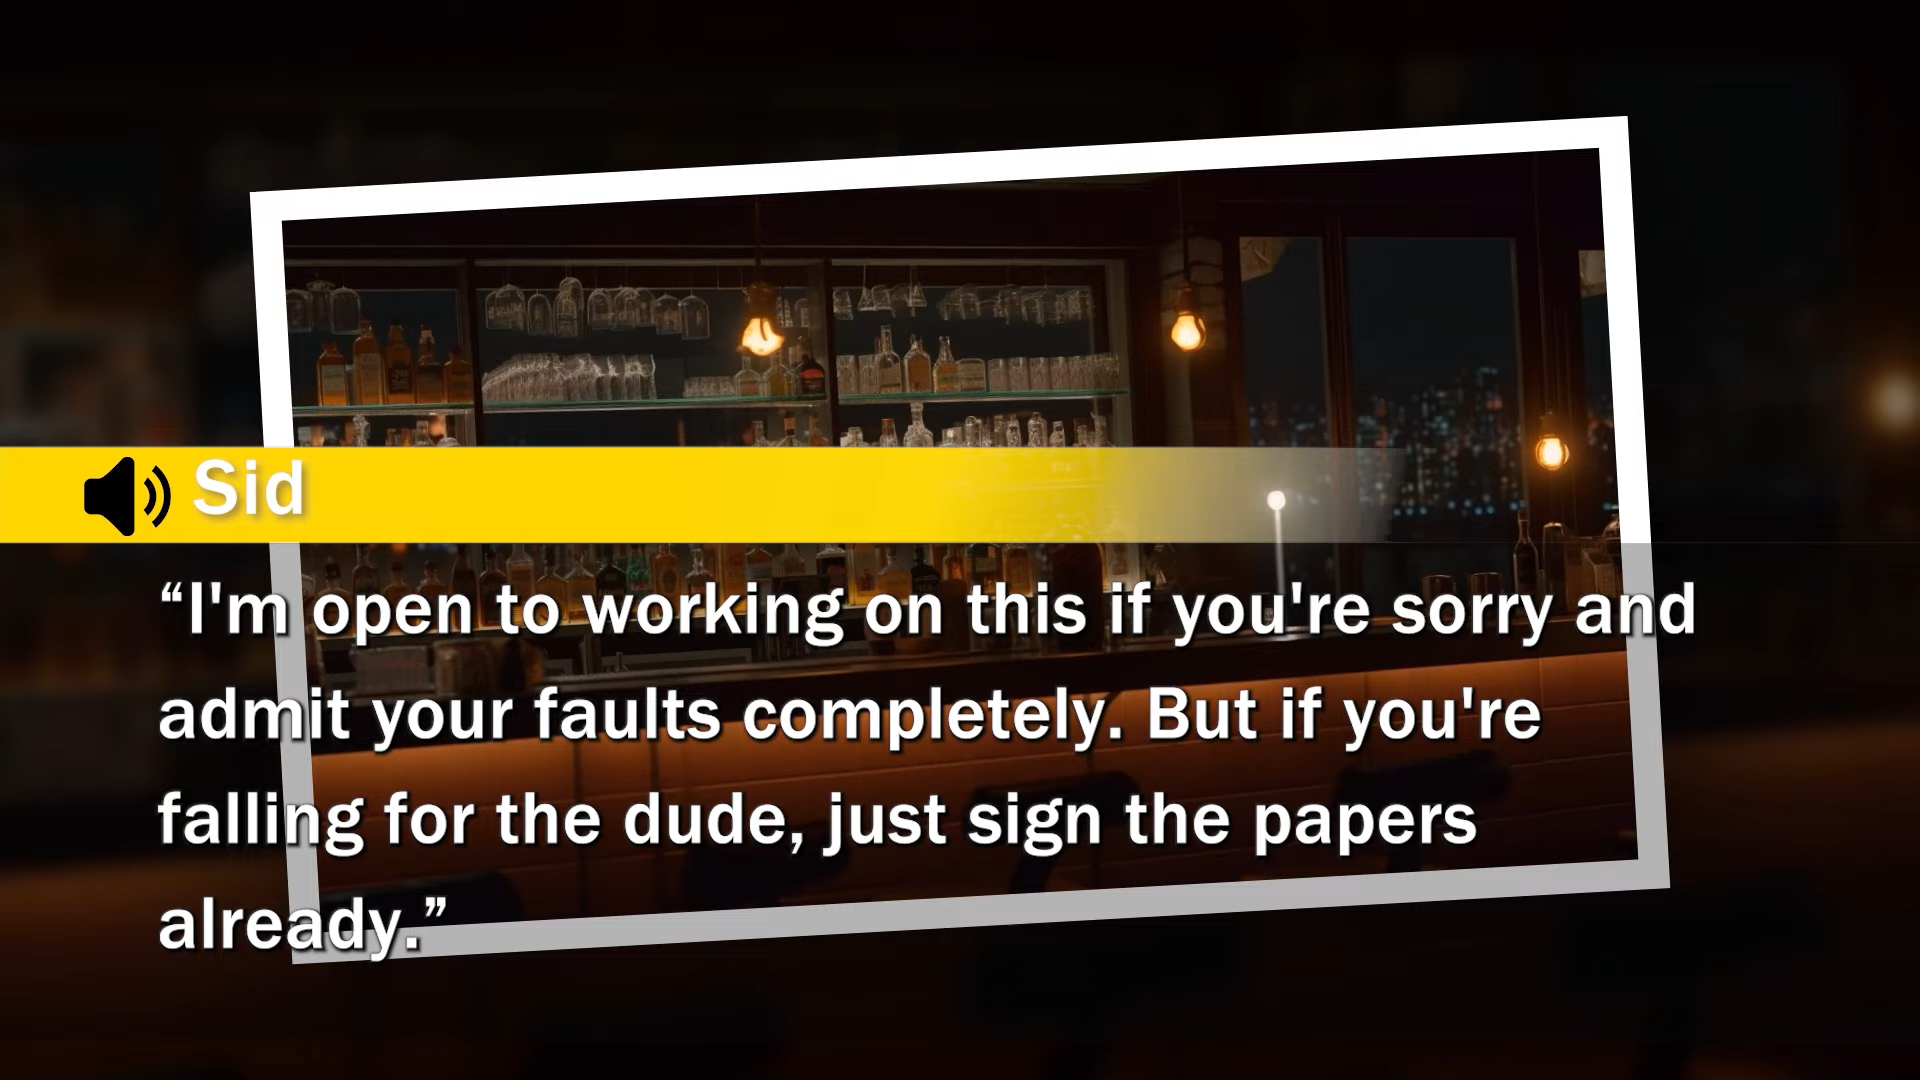 Sid
“I'm open to working on this if you're sorry and
admit your faults completely. But if you're
falling for the dude, just sign the papers
already.”